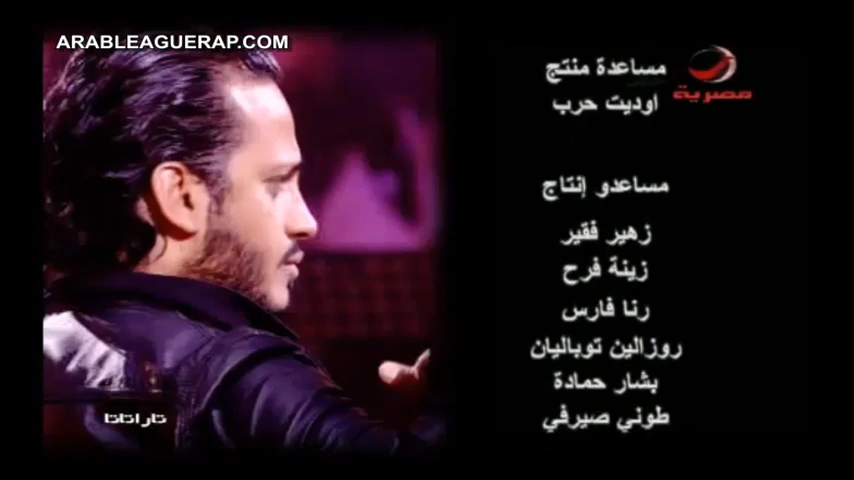 ARABLEAGUERAP.COM
مصرية
مساعدة منتج
اوديت حرب
مساعدو إنتاج
زهير فقير
زينة فرح
رنا فارس
روزالين توباليان
بشار حمادة
طوني صيرفي
تاراتاتا